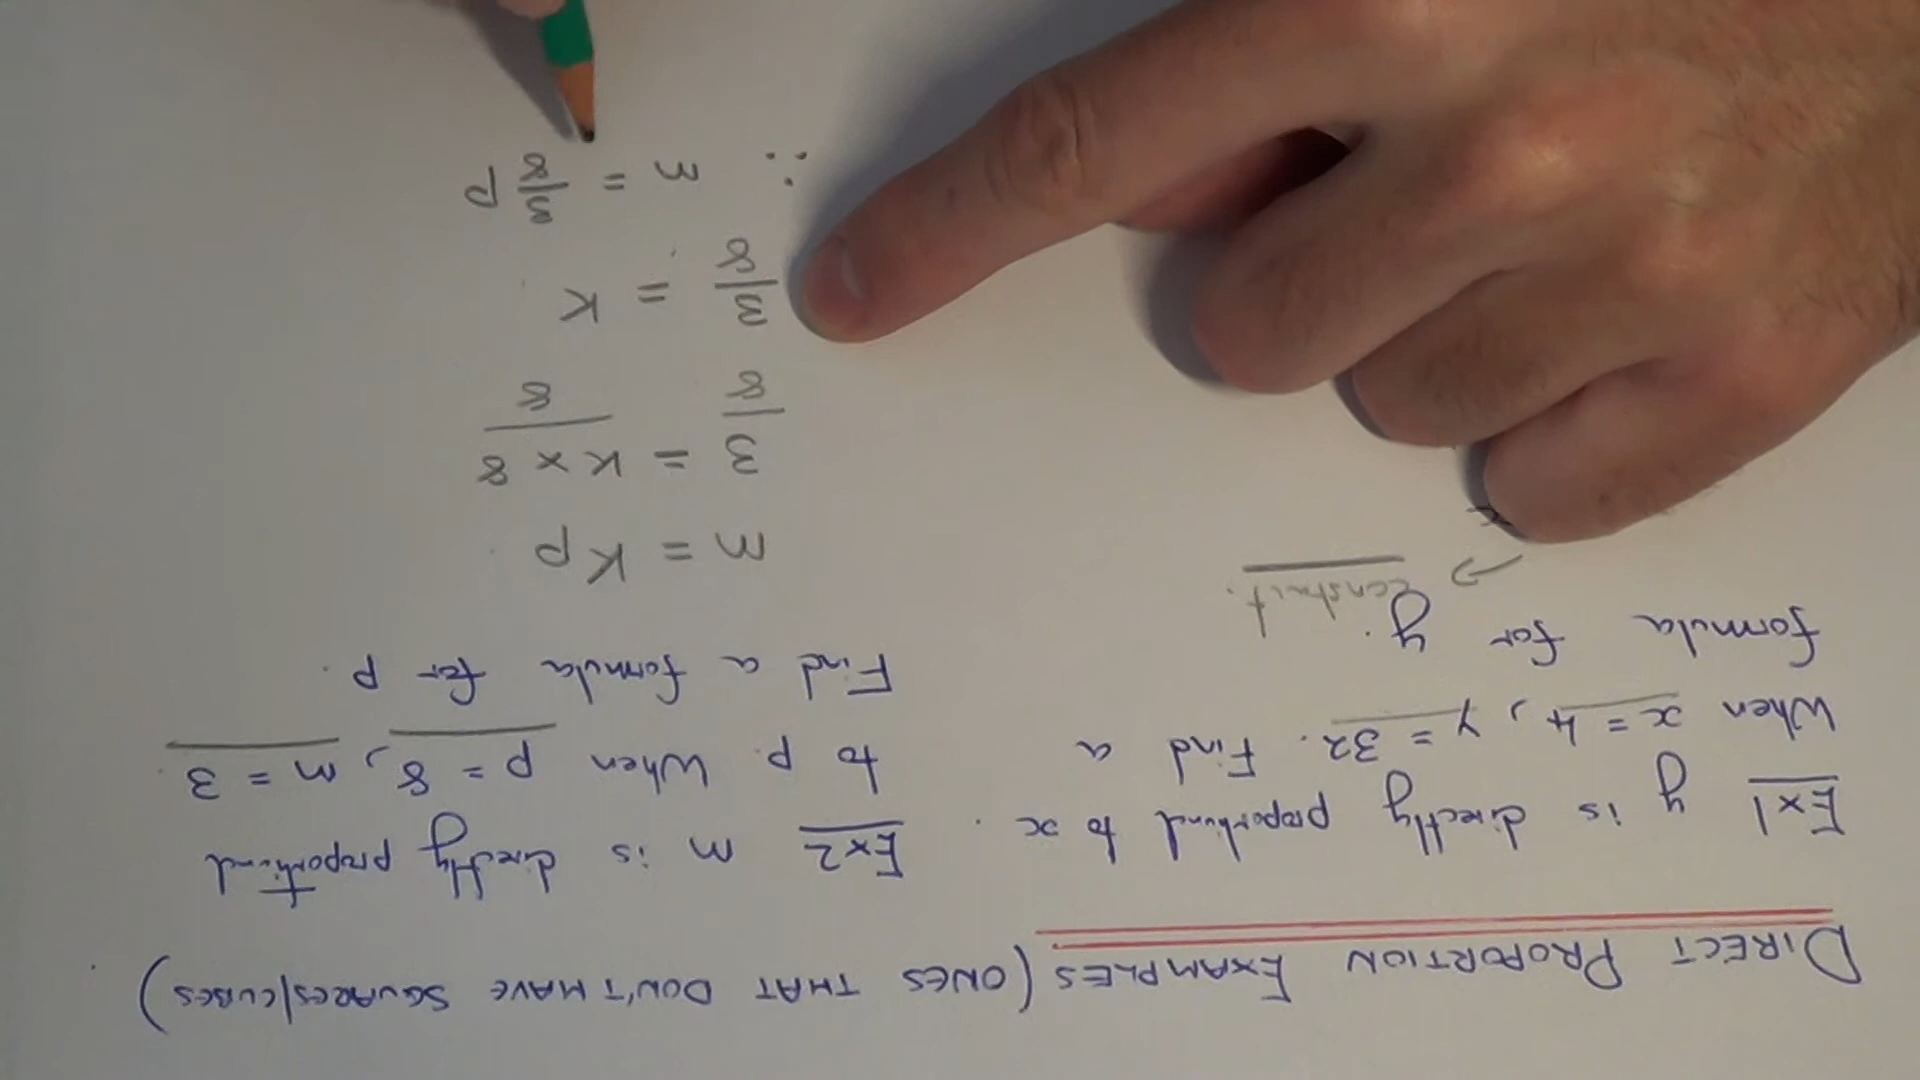 DIRECT PROPORTION EXAMPLES (ONES THAT DON'T HAVE SQUARES/CUBES)
Ex1 y is directly proportional to x.
When x = 4, y = 32. Find a
formula for y.
constant.
Ex2 m is directly proportional
to p. When p = 8, m = 3
Find a formula for p.
m = kp
3/8 = k × 8/8
3/8 = k
∴ m = 3/8 p